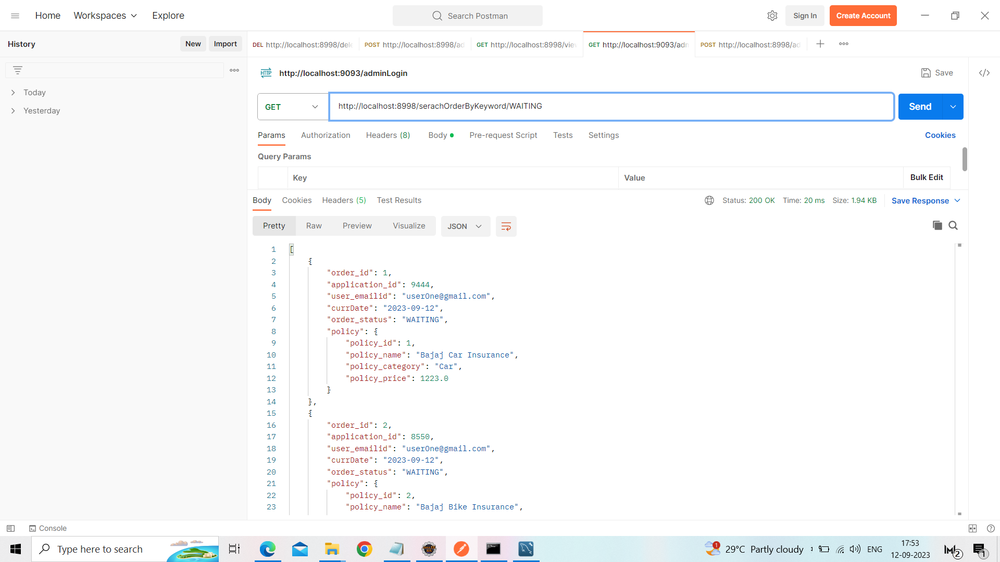 Home Workspaces Explore Search Postman Sign In Create Account
History New Import DEL http://localhost:8998/dele POST http://localhost:8998/ad GET http://localhost:8998/vie GET http://localhost:9093/adm POST http://localhost:8998/ad
HTTP http://localhost:9093/adminLogin Save </>
Today
Yesterday
GET http://localhost:8998/serachOrderByKeyword/WAITING Send
Params Authorization Headers (8) Body Pre-request Script Tests Settings Cookies
Query Params
Key Value Bulk Edit
Body Cookies Headers (5) Test Results Status: 200 OK Time: 20 ms Size: 1.94 KB Save Response
Pretty Raw Preview Visualize JSON
1 [
2 {
3 "order_id": 1,
4 "application_id": 9444,
5 "user_emailid": "userOne@gmail.com",
6 "currDate": "2023-09-12",
7 "order_status": "WAITING",
8 "policy": {
9 "policy_id": 1,
10 "policy_name": "Bajaj Car Insurance",
11 "policy_category": "Car",
12 "policy_price": 1223.0
13 }
14 },
15 {
16 "order_id": 2,
17 "application_id": 8550,
18 "user_emailid": "userOne@gmail.com",
19 "currDate": "2023-09-12",
20 "order_status": "WAITING",
21 "policy": {
22 "policy_id": 2,
23 "policy_name": "Bajaj Bike Insurance",
Console
Type here to search 1 29°C Partly cloudy ENG 17:53 2 1
12-09-2023